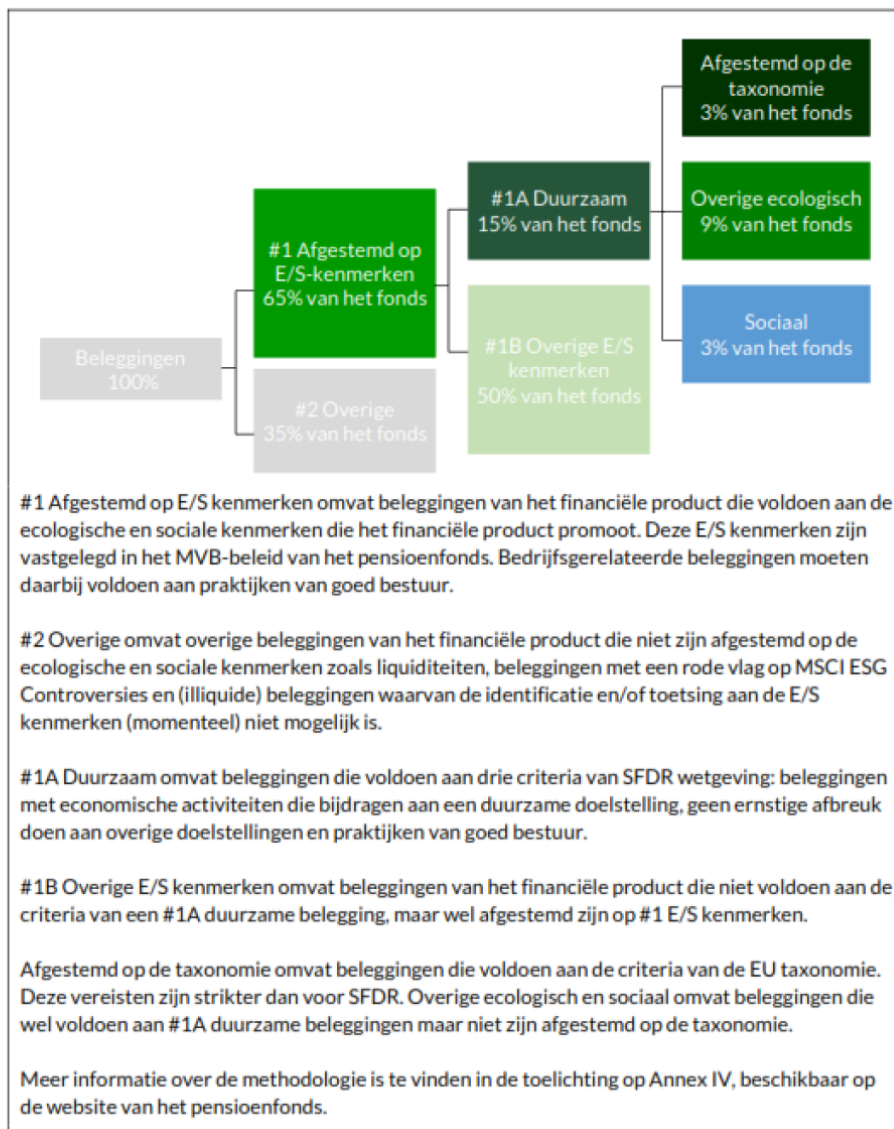 Afgestemd op de
taxonomie
3% van het fonds
#1A Duurzaam
15% van het fonds
Overige ecologisch
9% van het fonds
#1 Afgestemd op
E/S-kenmerken
65% van het fonds
Sociaal
3% van het fonds
#1B Overige E/S
kenmerken
50% van het fonds
Beleggingen
100%
#2 Overige
35% van het fonds
#1 Afgestemd op E/S kenmerken omvat beleggingen van het financiële product die voldoen aan de
ecologische en sociale kenmerken die het financiële product promoot. Deze E/S kenmerken zijn
vastgelegd in het MVB-beleid van het pensioenfonds. Bedrijfsgerelateerde beleggingen moeten
daarbij voldoen aan praktijken van goed bestuur.
#2 Overige omvat overige beleggingen van het financiële product die niet zijn afgestemd op de
ecologische en sociale kenmerken zoals liquiditeiten, beleggingen met een rode vlag op MSCI ESG
Controversies en (illiquide) beleggingen waarvan de identificatie en/of toetsing aan de E/S
kenmerken (momenteel) niet mogelijk is.
#1A Duurzaam omvat beleggingen die voldoen aan drie criteria van SFDR wetgeving: beleggingen
met economische activiteiten die bijdragen aan een duurzame doelstelling, geen ernstige afbreuk
doen aan overige doelstellingen en praktijken van goed bestuur.
#1B Overige E/S kenmerken omvat beleggingen van het financiële product die niet voldoen aan de
criteria van een #1A duurzame belegging, maar wel afgestemd zijn op #1 E/S kenmerken.
Afgestemd op de taxonomie omvat beleggingen die voldoen aan de criteria van de EU taxonomie.
Deze vereisten zijn strikter dan voor SFDR. Overige ecologisch en sociaal omvat beleggingen die
wel voldoen aan #1A duurzame beleggingen maar niet zijn afgestemd op de taxonomie.
Meer informatie over de methodologie is te vinden in de toelichting op Annex IV, beschikbaar op
de website van het pensioenfonds.